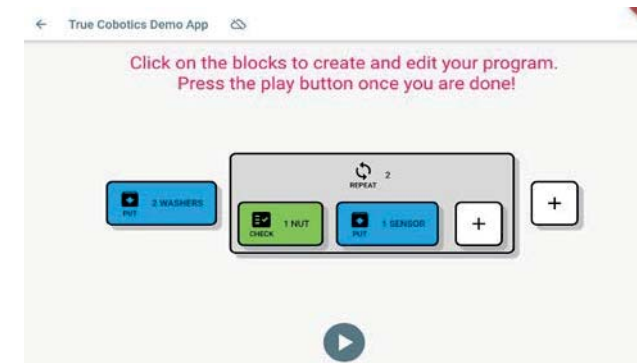 True Cobotics Demo App
Click on the blocks to create and edit your program.
Press the play button once you are done!
2
REPEAT
2 WASHERS
PUT
1 NUT
CHECK
1 SENSOR
PUT